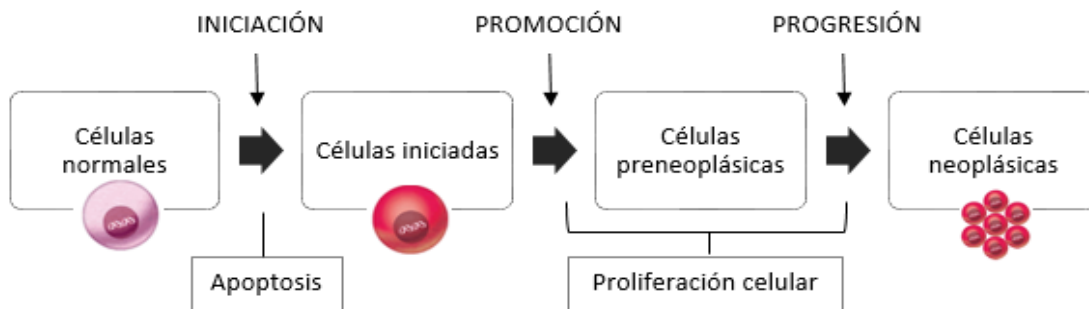 INICIACIÓN
PROMOCIÓN
PROGRESIÓN
Células
normales
Células iniciadas
Células
preneoplásicas
Células
neoplásicas
Apoptosis
Proliferación celular